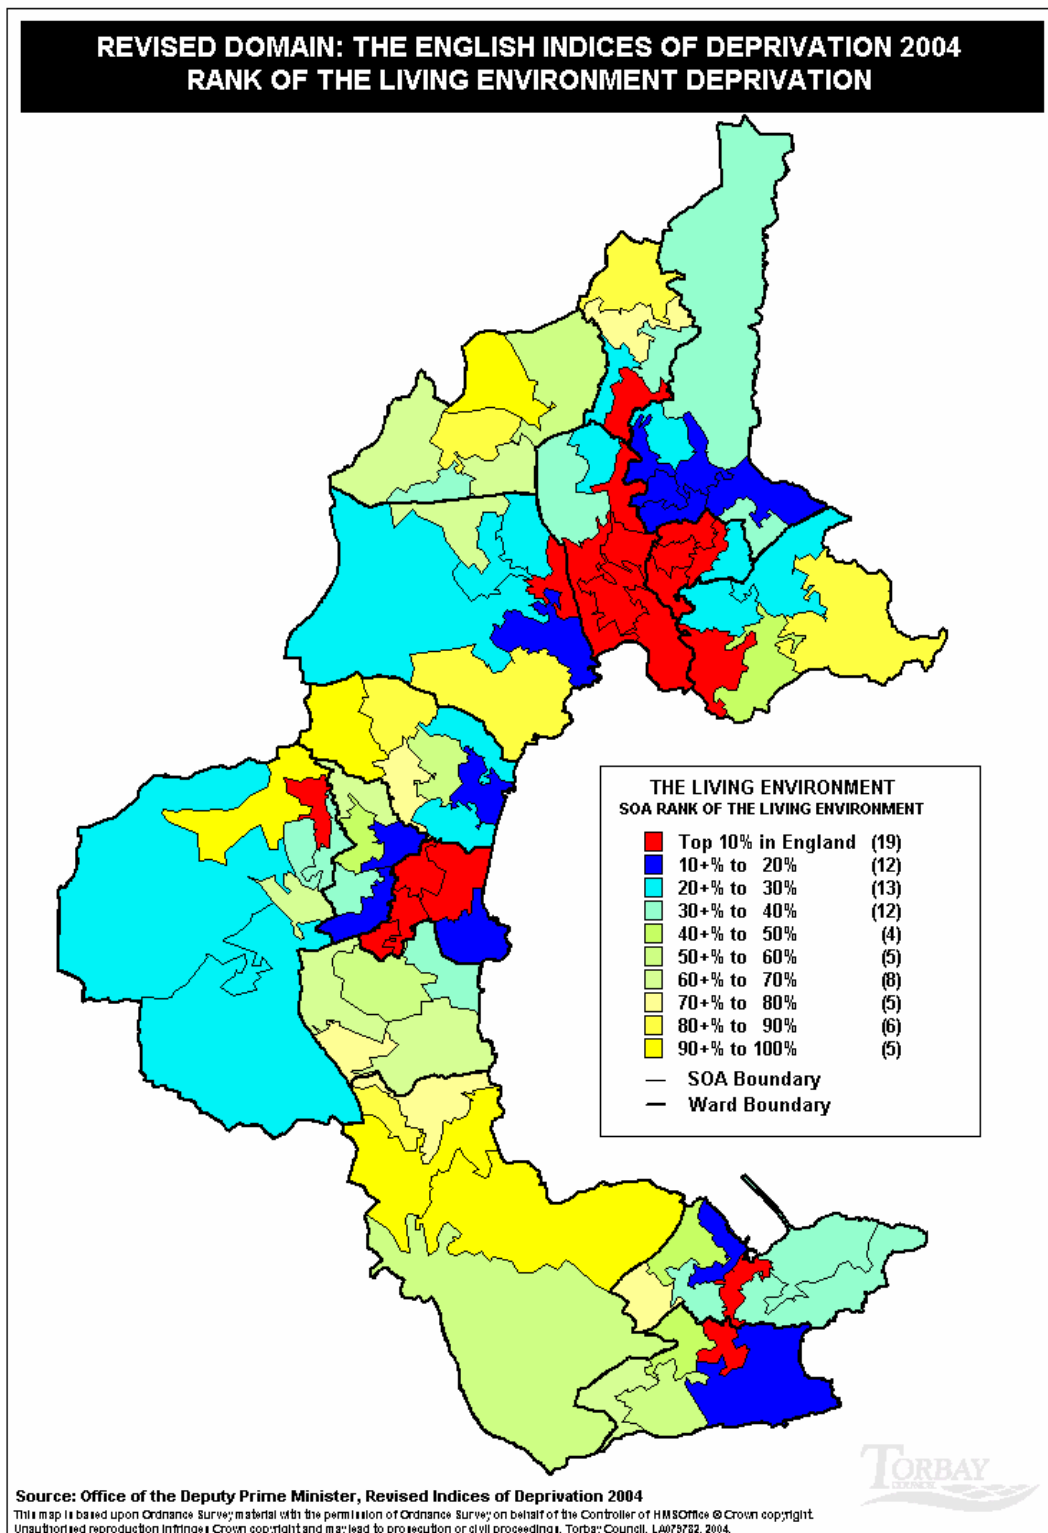 REVISED DOMAIN: THE ENGLISH INDICES OF DEPRIVATION 2004
RANK OF THE LIVING ENVIRONMENT DEPRIVATION
THE LIVING ENVIRONMENT
SOA RANK OF THE LIVING ENVIRONMENT
Top 10% in England (19)
10+% to 20% (12)
20+% to 30% (13)
30+% to 40% (12)
40+% to 50% (4)
50+% to 60% (5)
60+% to 70% (8)
70+% to 80% (5)
80+% to 90% (6)
90+% to 100% (5)
SOA Boundary
Ward Boundary
TORBAY
COUNCIL
Source: Office of the Deputy Prime Minister, Revised Indices of Deprivation 2004
This map is based upon Ordnance Survey material with the permission of Ordnance Survey on behalf of the Controller of HMSOffice © Crown copyright.
Unauthorised reproduction infringes Crown copyright and may lead to prosecution or civil proceedings. Torbay Council. LA079782. 2004.